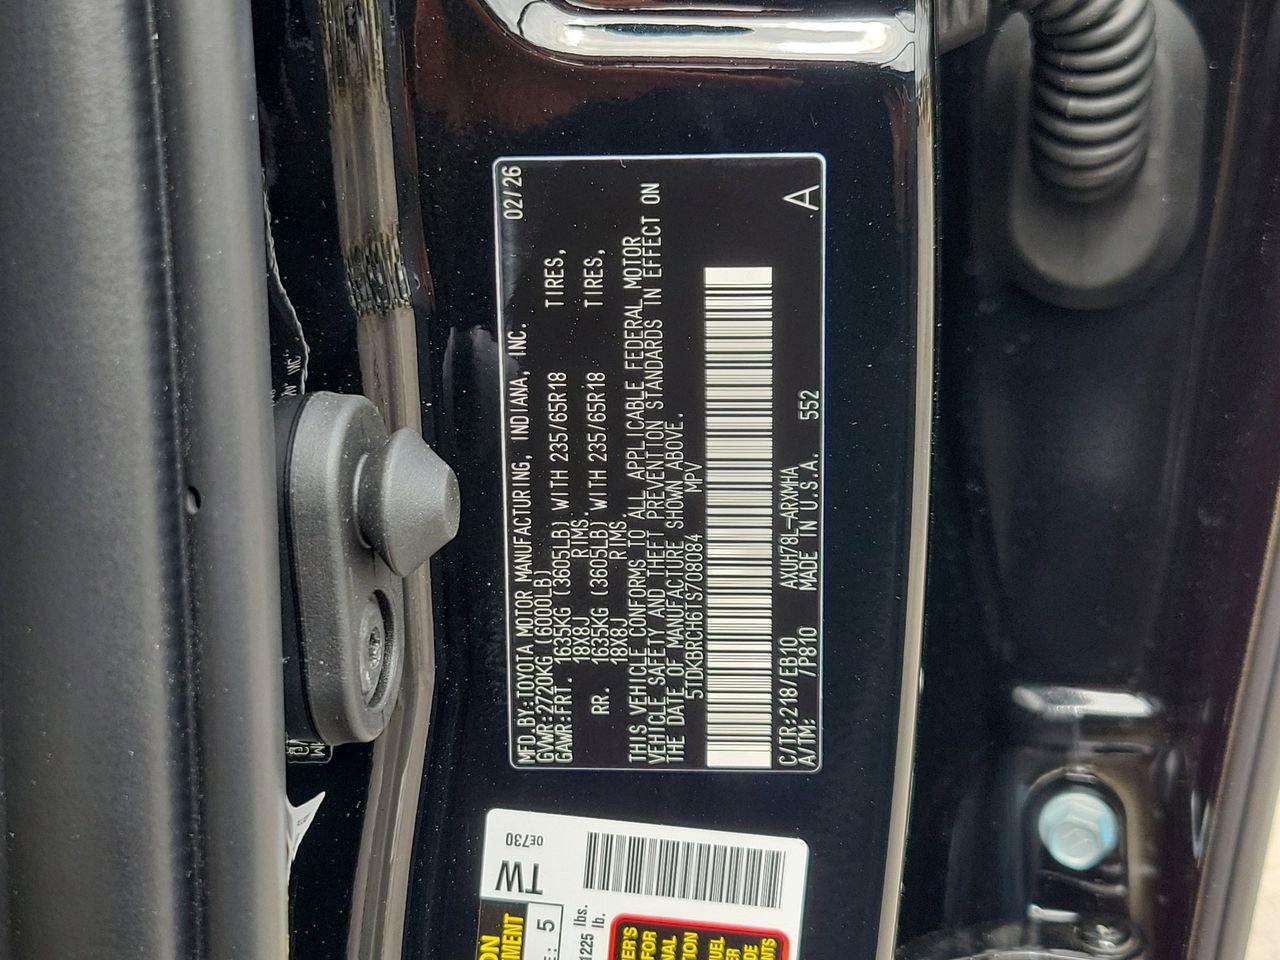 MFD.BY:TOYOTA MOTOR MANUFACTURING, INDIANA, INC. 02/26
GVWR:2720KG(6000LB)
GAWR:FRT. 1635KG (3605LB) WITH 235/65R18 TIRES,
18X8J RIMS.
RR. 1635KG (3605LB) WITH 235/65R18 TIRES,
18X8J RIMS.
THIS VEHICLE CONFORMS TO ALL APPLICABLE FEDERAL MOTOR
VEHICLE SAFETY AND THEFT PREVENTION STANDARDS IN EFFECT ON
THE DATE OF MANUFACTURE SHOWN ABOVE.
5TDKBRCH6TS708084 MPV
C/TR:218/EB10 AXUH78L-ARXMHA
A/TM: /P810 MADE IN U.S.A. 552 A
TW 0E730
5
1225 lbs.
lb.